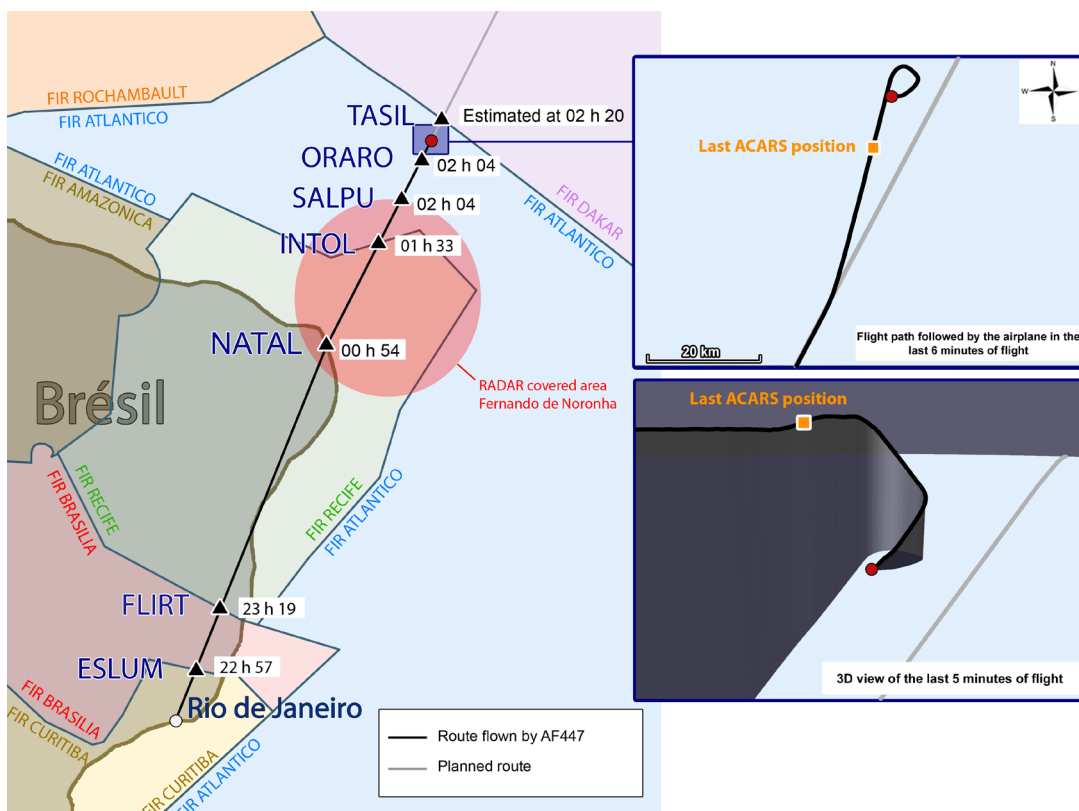 FIR ROCHAMBAULT
FIR ATLANTICO
TASIL
Estimated at 02 h 20
ORARO
02 h 04
FIR ATLANTICO
FIR AMAZONICA
SALPU
02 h 04
FIR DAKAR
FIR ATLANTICO
INTOL
01 h 33
NATAL
00 h 54
RADAR covered area
Fernando de Noronha
Brésil
FIR RECIFE
FIR BRASILIA
FIR RECIFE
FIR ATLANTICO
FLIRT
23 h 19
ESLUM
22 h 57
Rio de Janeiro
FIR BRASILIA
FIR CURITIBA
FIR CURITIBA
FIR ATLANTICO
Route flown by AF447
Planned route
N
W
E
S
Last ACARS position
Flight path followed by the airplane in the
last 6 minutes of flight
20 km
Last ACARS position
3D view of the last 5 minutes of flight